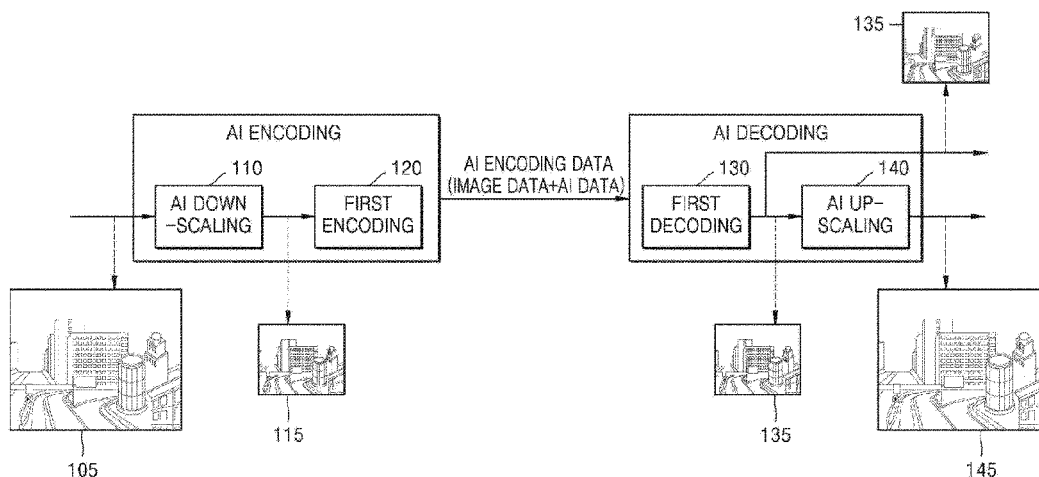 135
AI ENCODING
AI DECODING
110
120
AI ENCODING DATA
(IMAGE DATA+AI DATA)
130
140
AI DOWN
-SCALING
FIRST
ENCODING
FIRST
DECODING
AI UP-
SCALING
115
135
105
145